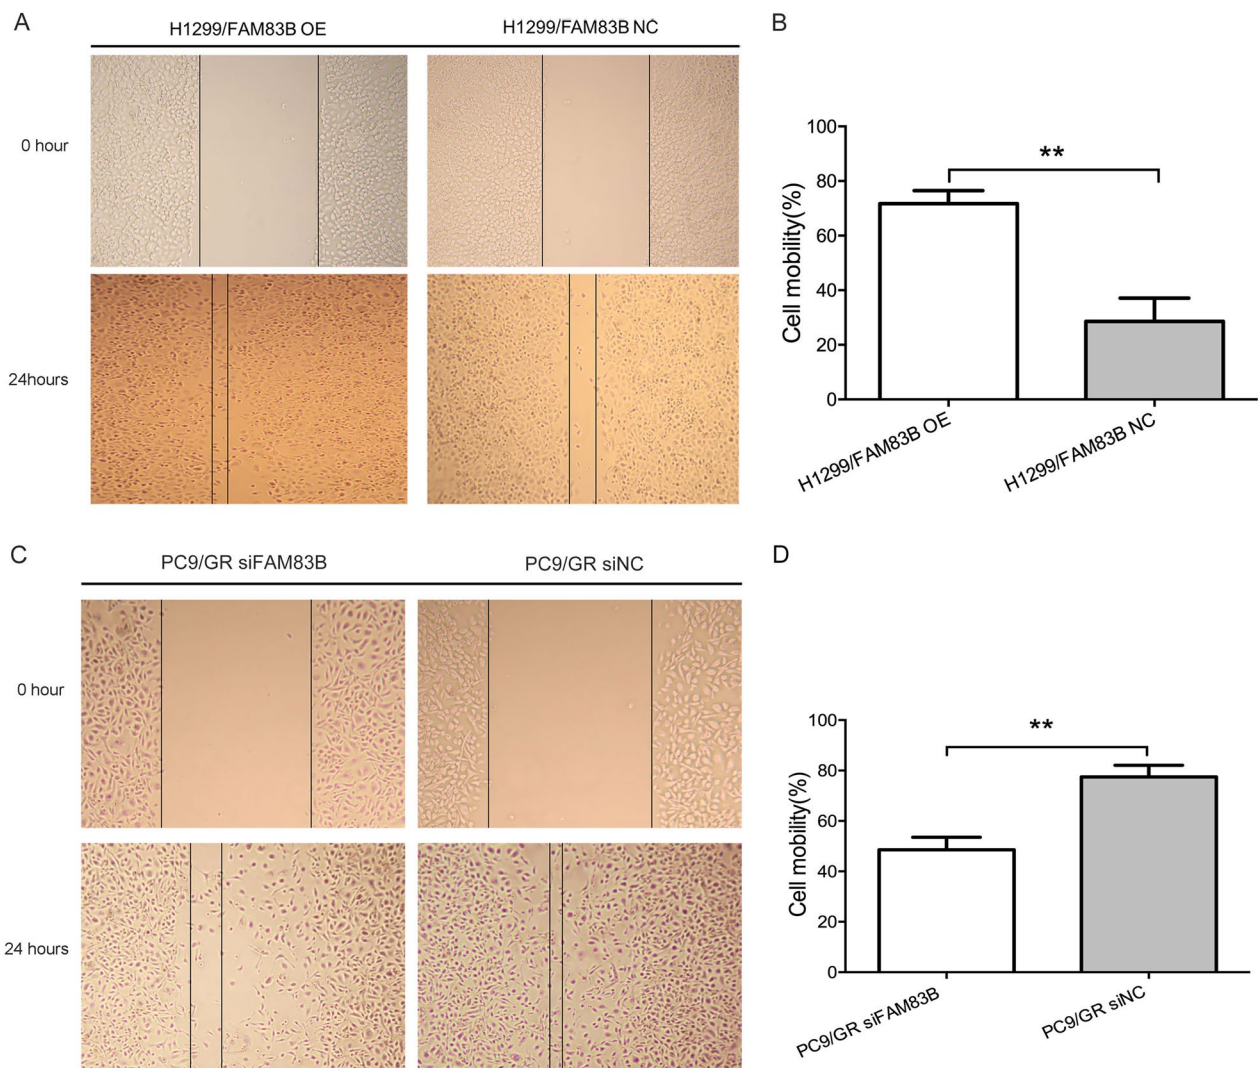 A
H1299/FAM83B OE
H1299/FAM83B NC
0 hour
24hours
B
100
80
60
40
20
0
Cell mobility(%)
**
H1299/FAM83B OE
H1299/FAM83B NC
C
PC9/GR siFAM83B
PC9/GR siNC
0 hour
24 hours
D
100
80
60
40
20
0
Cell mobility(%)
**
PC9/GR siFAM83B
PC9/GR siNC